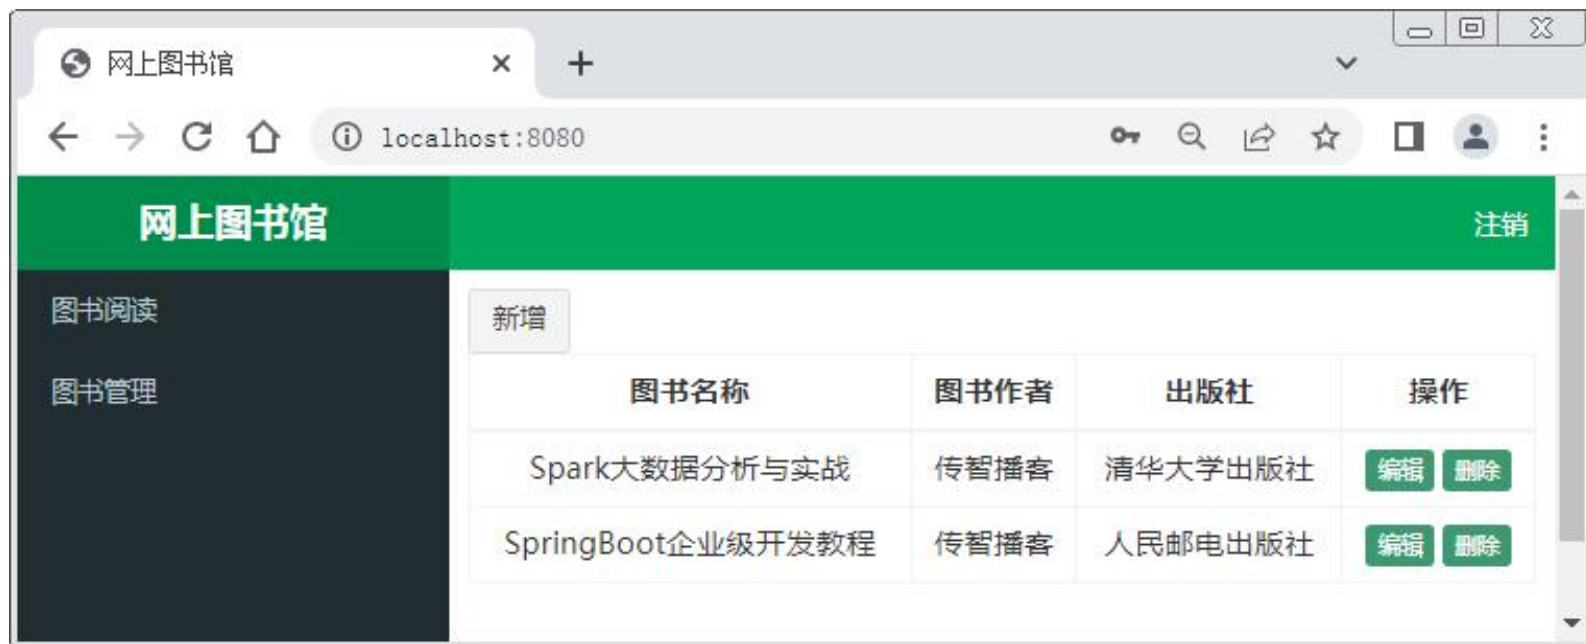 网上图书馆
localhost:8080
网上图书馆
注销
图书阅读
图书管理
新增
图书名称 图书作者 出版社 操作
Spark大数据分析与实战 传智播客 清华大学出版社 编辑 删除
SpringBoot企业级开发教程 传智播客 人民邮电出版社 编辑 删除